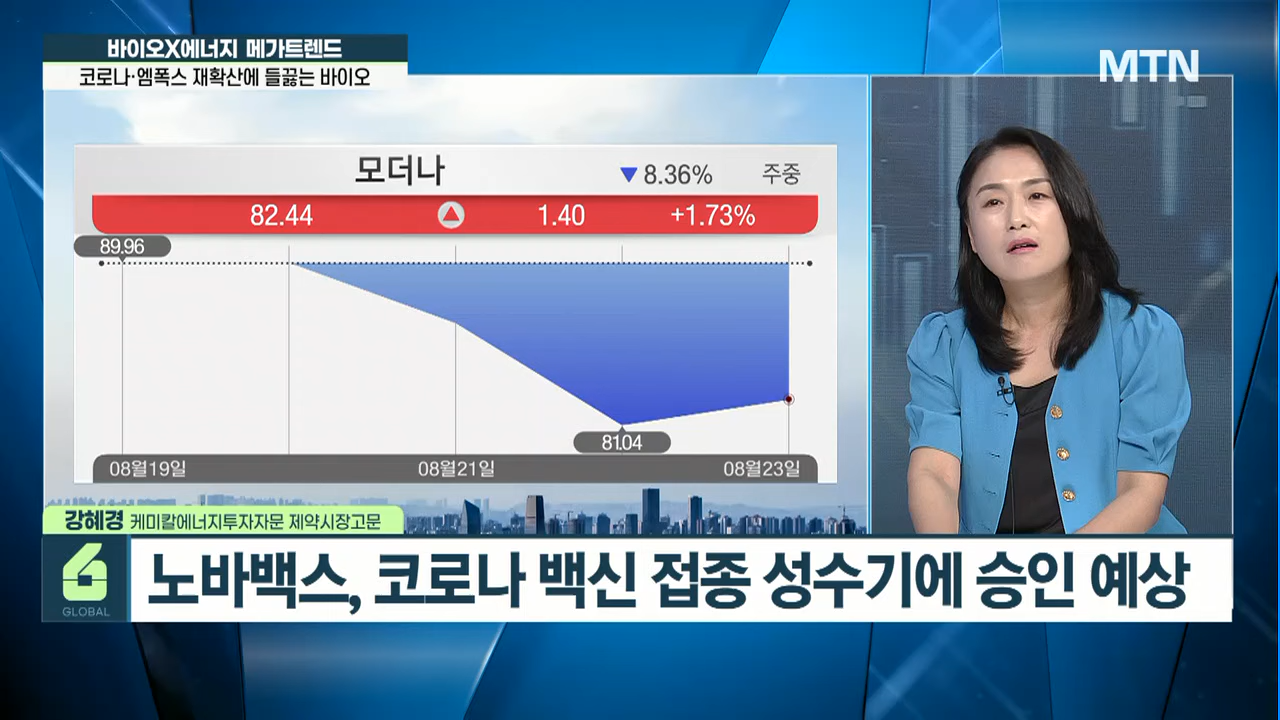 바이오X에너지 메가트렌드
코로나·엠폭스 재확산에 들끓는 바이오
MTN
모더나 ▼8.36% 주중
82.44 ▲ 1.40 +1.73%
89.96
81.04
08월19일 08월21일 08월23일
강혜경 케미칼에너지투자자문 제약시장고문
6 GLOBAL
노바백스, 코로나 백신 접종 성수기에 승인 예상